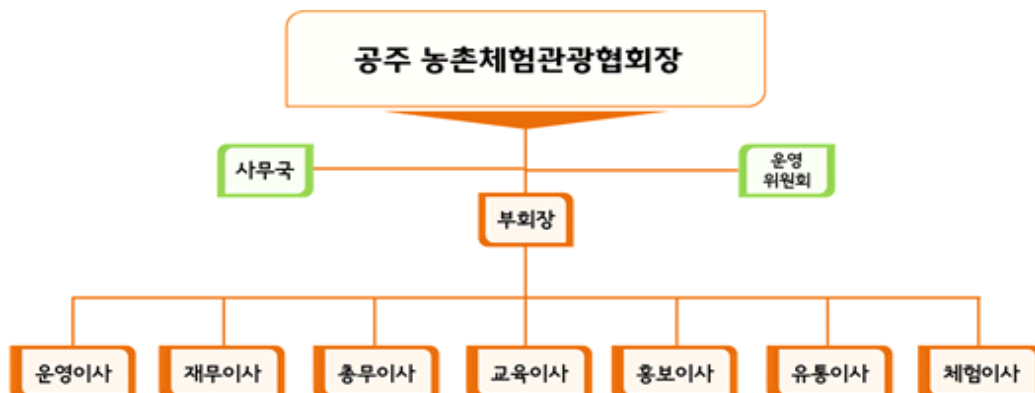 공주 농촌체험관광협회장
사무국
운영
위원회
부회장
운영이사
재무이사
총무이사
교육이사
홍보이사
유통이사
체험이사